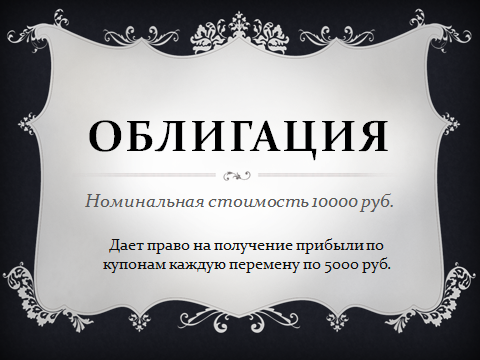 ОБЛИГАЦИЯ
Номинальная стоимость 10000 руб.
Дает право на получение прибыли по
купонам каждую перемену по 5000 руб.